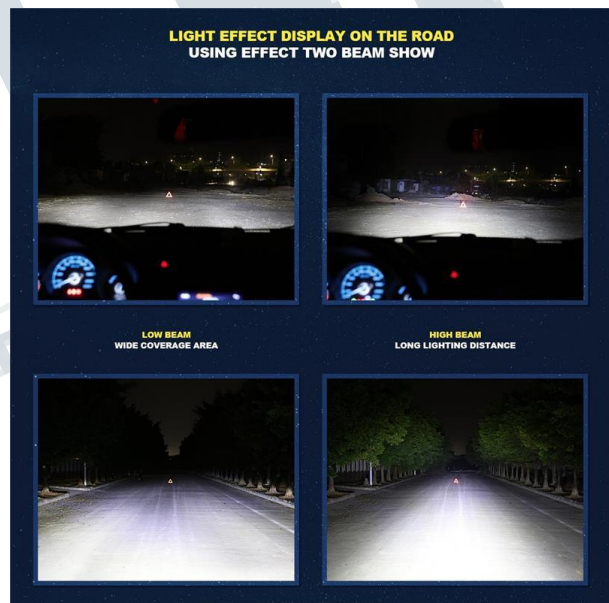 LIGHT EFFECT DISPLAY ON THE ROAD
USING EFFECT TWO BEAM SHOW
LOW BEAM
WIDE COVERAGE AREA
HIGH BEAM
LONG LIGHTING DISTANCE